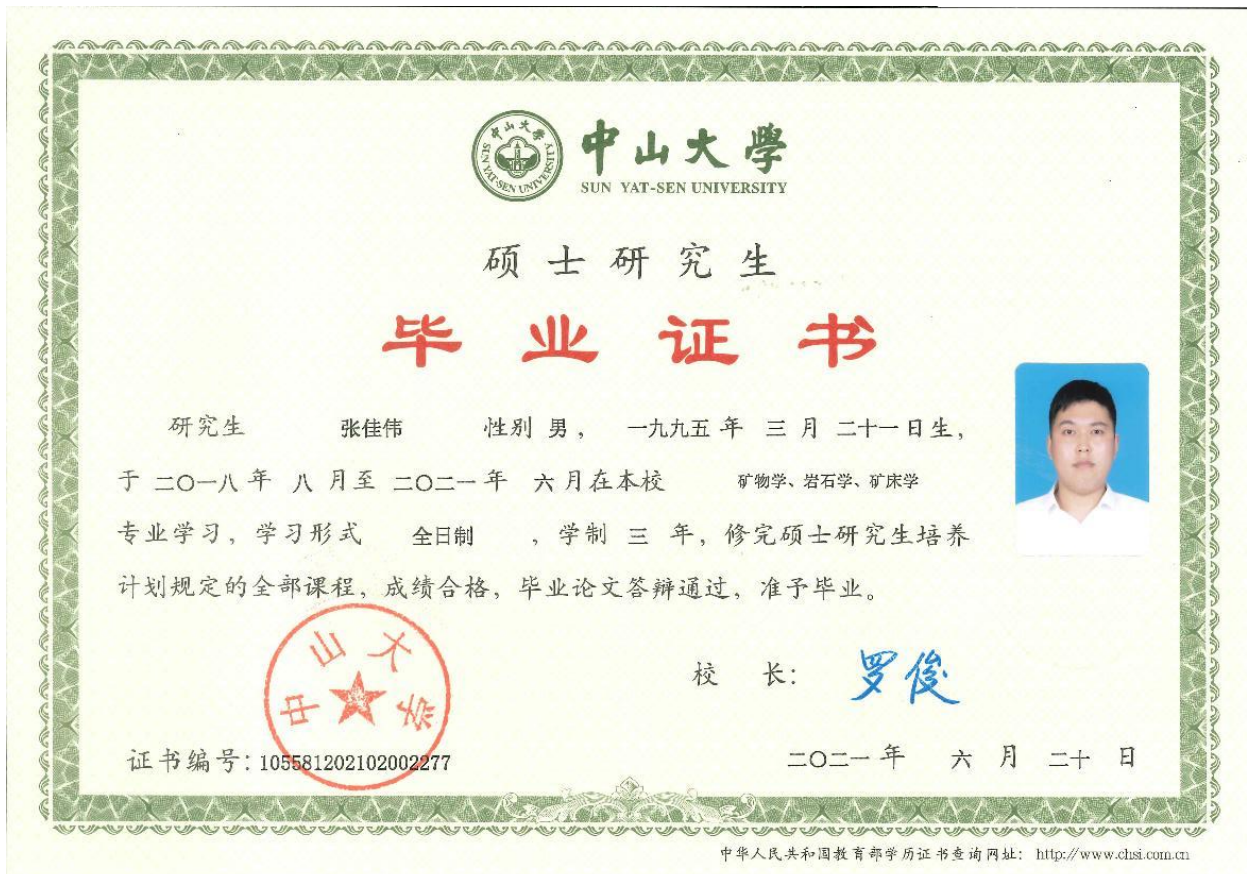 中山大學
SUN YAT-SEN UNIVERSITY
中山大學
SUN YAT-SEN UNIVERSITY
硕士研究生
毕业证书
研究生 张佳伟 性别 男， 一九九五 年 三 月 二十一 日生，
于 二〇一八 年 八 月至 二〇二一 年 六 月在本校 矿物学、岩石学、矿床学
专业学习，学习形式 全日制 ，学制 三 年，修完硕士研究生培养
计划规定的全部课程，成绩合格，毕业论文答辩通过，准予毕业。
中山大学
校 长：罗俊
证书编号：105581202102002277
二〇二一 年 六 月 二十 日
中华人民共和国教育部学历证书查询网址：http://www.chsi.com.cn